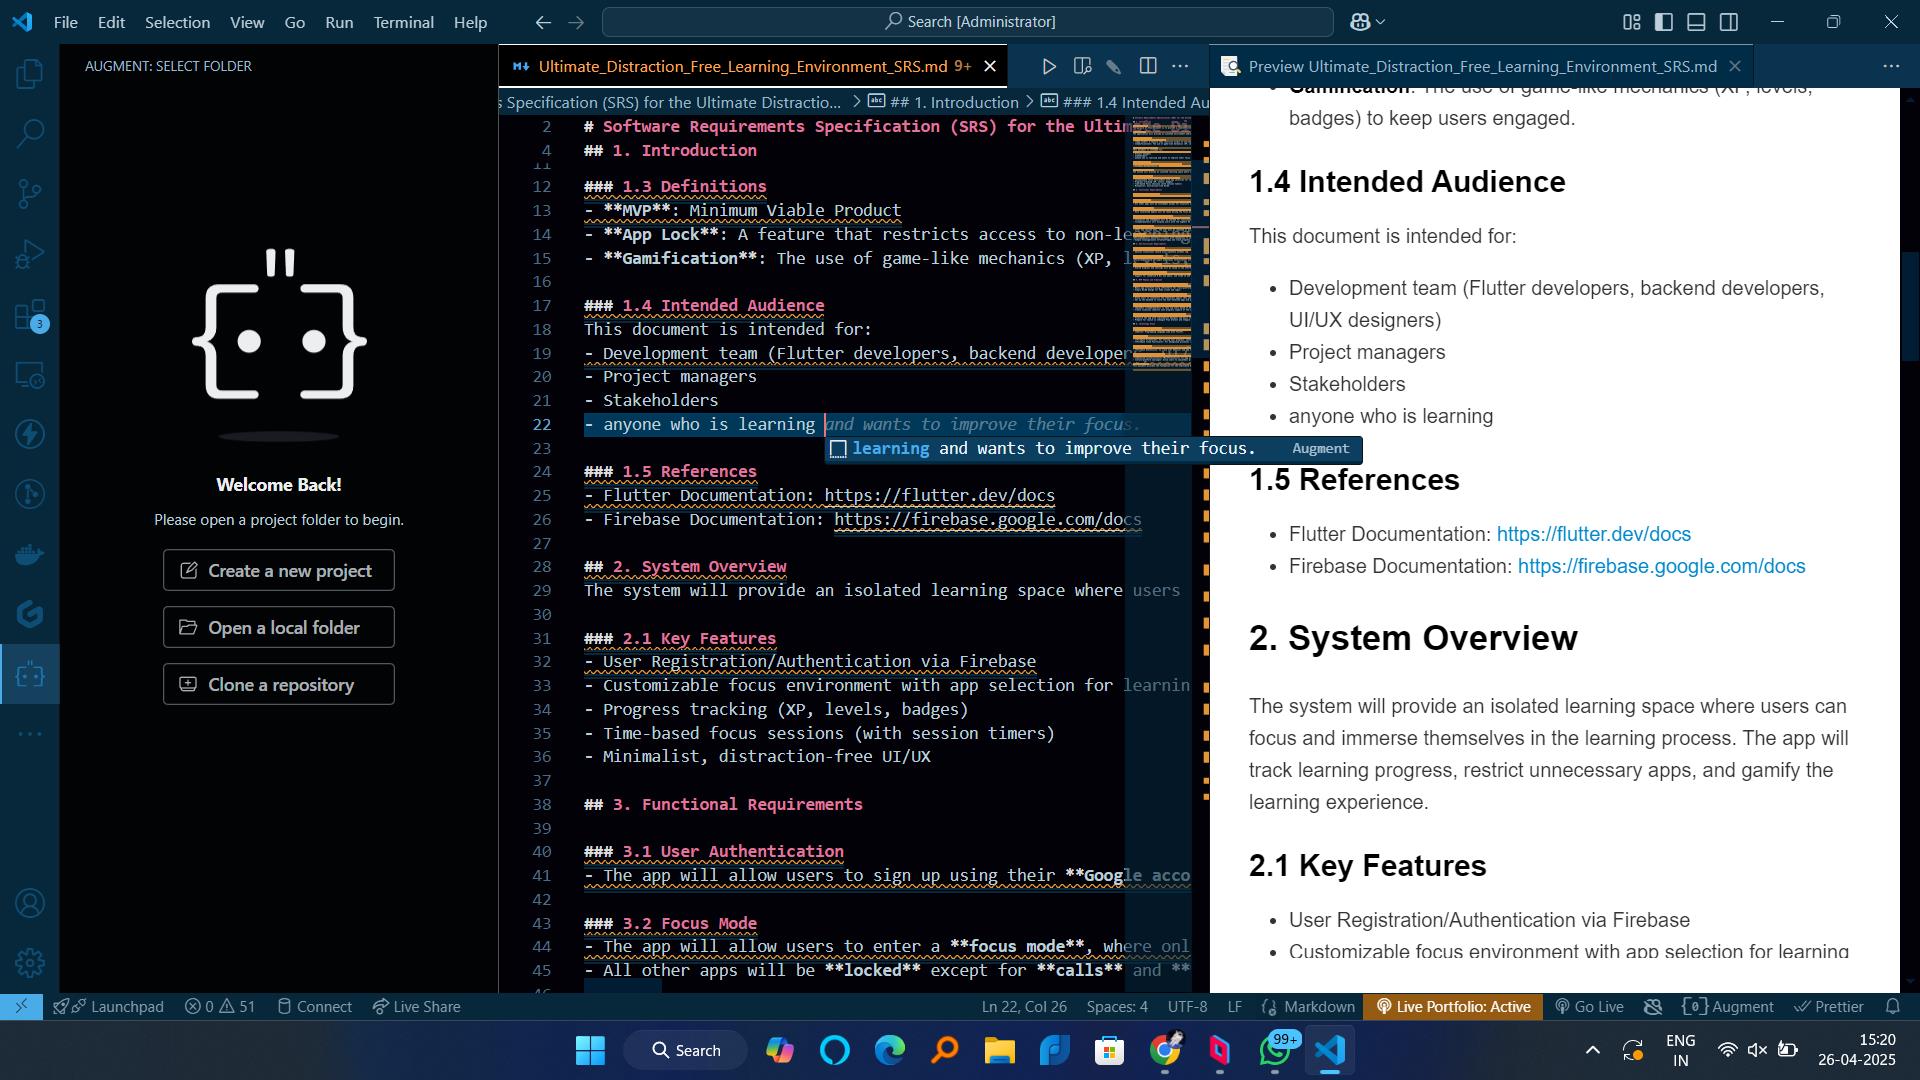 File Edit Selection View Go Run Terminal Help
Search [Administrator]
AUGMENT: SELECT FOLDER
Welcome Back!
Please open a project folder to begin.
Create a new project
Open a local folder
Clone a repository
3
Ultimate_Distraction_Free_Learning_Environment_SRS.md 9+
s Specification (SRS) for the Ultimate Distractio... > ## 1. Introduction > ### 1.4 Intended Au
2 # Software Requirements Specification (SRS) for the Ultim
4 ## 1. Introduction
11
12 ### 1.3 Definitions
13 - **MVP**: Minimum Viable Product
14 - **App Lock**: A feature that restricts access to non-le
15 - **Gamification**: The use of game-like mechanics (XP, levels,
16
17 ### 1.4 Intended Audience
18 This document is intended for:
19 - Development team (Flutter developers, backend developer
20 - Project managers
21 - Stakeholders
22 - anyone who is learning and wants to improve their focus.
learning and wants to improve their focus. Augment
23
24 ### 1.5 References
25 - Flutter Documentation: https://flutter.dev/docs
26 - Firebase Documentation: https://firebase.google.com/docs
27
28 ## 2. System Overview
29 The system will provide an isolated learning space where users
30
31 ### 2.1 Key Features
32 - User Registration/Authentication via Firebase
33 - Customizable focus environment with app selection for learnin
34 - Progress tracking (XP, levels, badges)
35 - Time-based focus sessions (with session timers)
36 - Minimalist, distraction-free UI/UX
37
38 ## 3. Functional Requirements
39
40 ### 3.1 User Authentication
41 - The app will allow users to sign up using their **Google acco
42
43 ### 3.2 Focus Mode
44 - The app will allow users to enter a **focus mode**, where onl
45 - All other apps will be **locked** except for **calls** and **
Preview Ultimate_Distraction_Free_Learning_Environment_SRS.md
Gamification: The use of game-like mechanics (XP, levels,
badges) to keep users engaged.
1.4 Intended Audience
This document is intended for:
• Development team (Flutter developers, backend developers,
UI/UX designers)
• Project managers
• Stakeholders
• anyone who is learning
1.5 References
• Flutter Documentation: https://flutter.dev/docs
• Firebase Documentation: https://firebase.google.com/docs
2. System Overview
The system will provide an isolated learning space where users can
focus and immerse themselves in the learning process. The app will
track learning progress, restrict unnecessary apps, and gamify the
learning experience.
2.1 Key Features
• User Registration/Authentication via Firebase
• Customizable focus environment with app selection for learning
Launchpad 0 51 Connect Live Share
Ln 22, Col 26 Spaces: 4 UTF-8 LF Markdown Live Portfolio: Active Go Live Augment Prettier
Search
99+
ENG
IN
15:20
26-04-2025